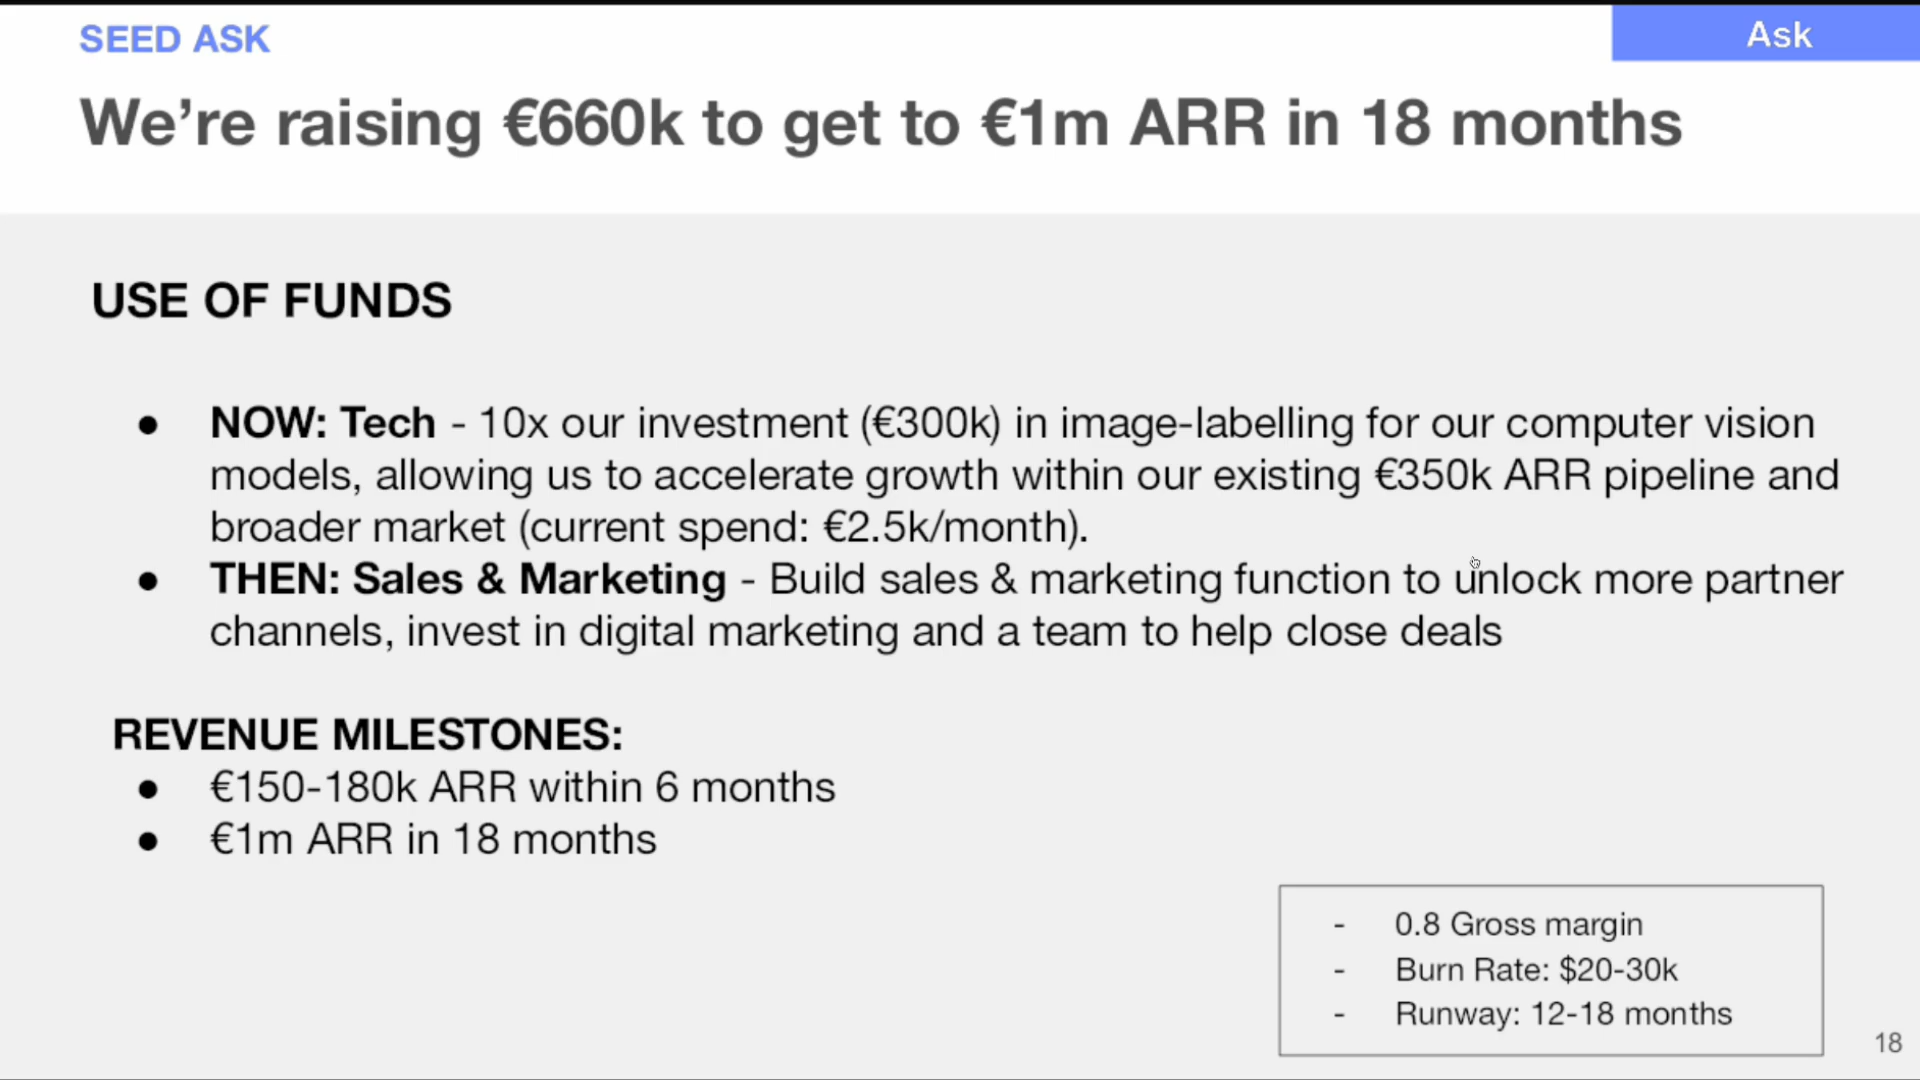 SEED ASK
Ask
We’re raising €660k to get to €1m ARR in 18 months
USE OF FUNDS
● NOW: Tech - 10x our investment (€300k) in image-labelling for our computer vision
models, allowing us to accelerate growth within our existing €350k ARR pipeline and
broader market (current spend: €2.5k/month).
● THEN: Sales & Marketing - Build sales & marketing function to unlock more partner
channels, invest in digital marketing and a team to help close deals
REVENUE MILESTONES:
● €150-180k ARR within 6 months
● €1m ARR in 18 months
- 0.8 Gross margin
- Burn Rate: $20-30k
- Runway: 12-18 months
18